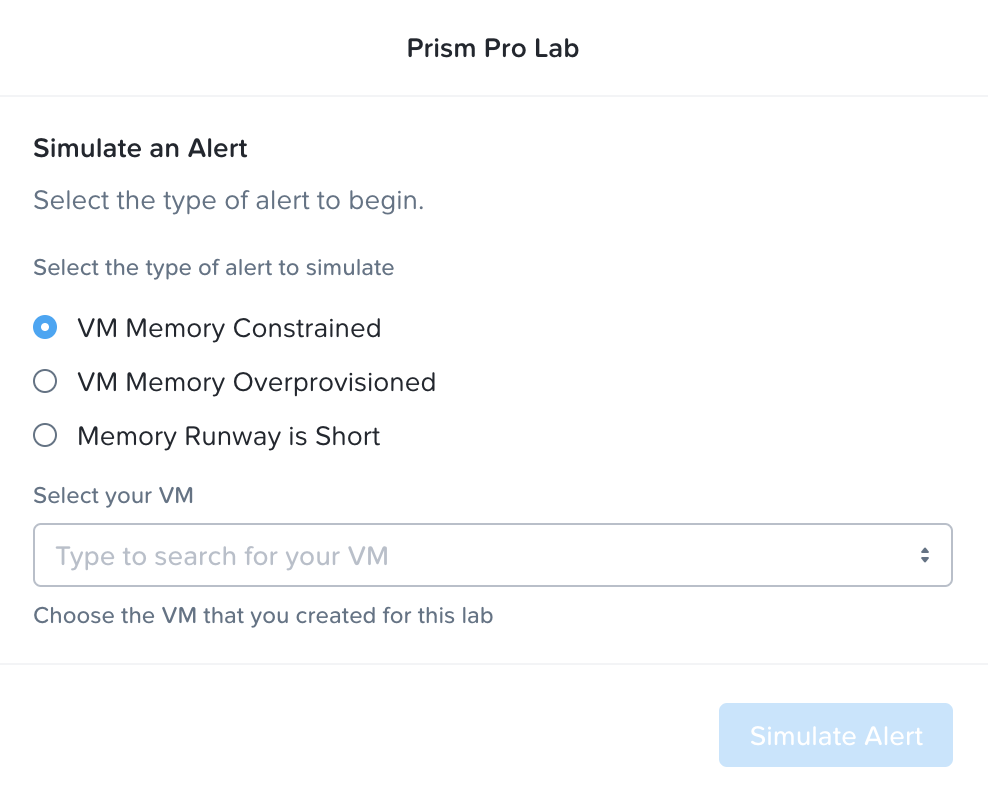 Prism Pro Lab
Simulate an Alert
Select the type of alert to begin.
Select the type of alert to simulate
VM Memory Constrained
VM Memory Overprovisioned
Memory Runway is Short
Select your VM
Type to search for your VM
Choose the VM that you created for this lab
Simulate Alert